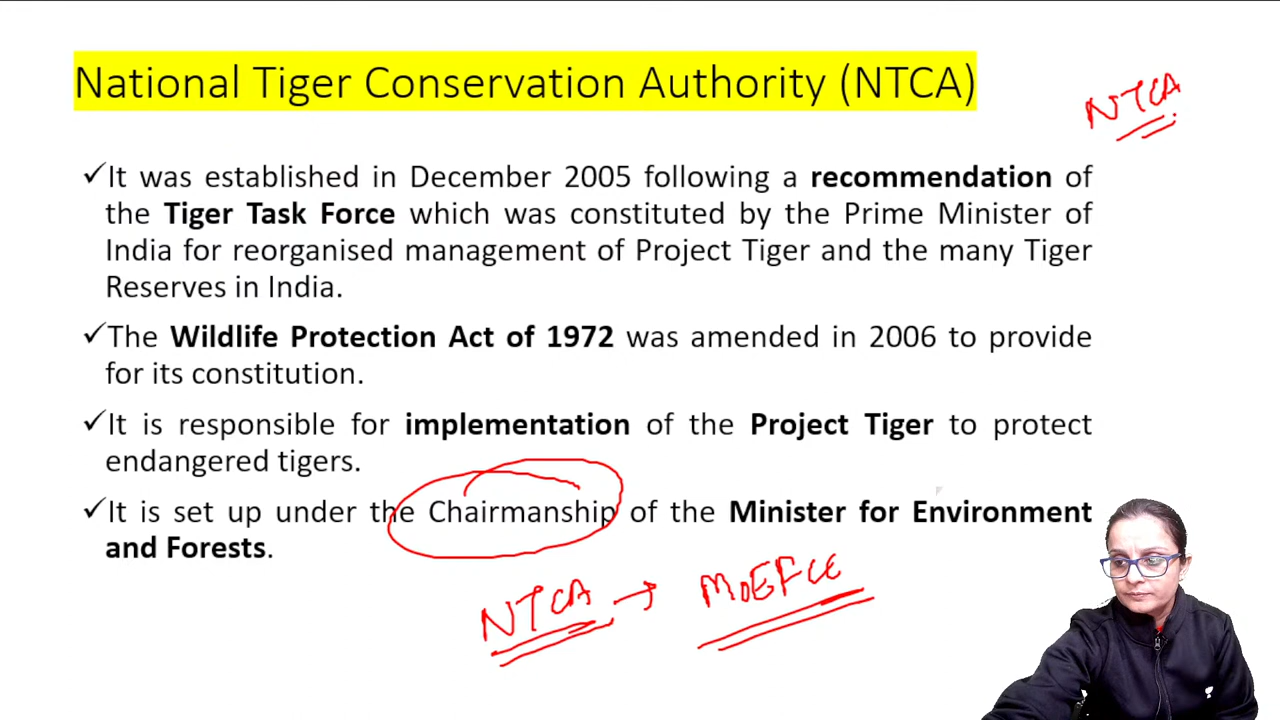 National Tiger Conservation Authority (NTCA)
NTCA
✓It was established in December 2005 following a recommendation of
the Tiger Task Force which was constituted by the Prime Minister of
India for reorganised management of Project Tiger and the many Tiger
Reserves in India.
✓The Wildlife Protection Act of 1972 was amended in 2006 to provide
for its constitution.
✓It is responsible for implementation of the Project Tiger to protect
endangered tigers.
✓It is set up under the Chairmanship of the Minister for Environment
and Forests.
NTCA → MoEFCC